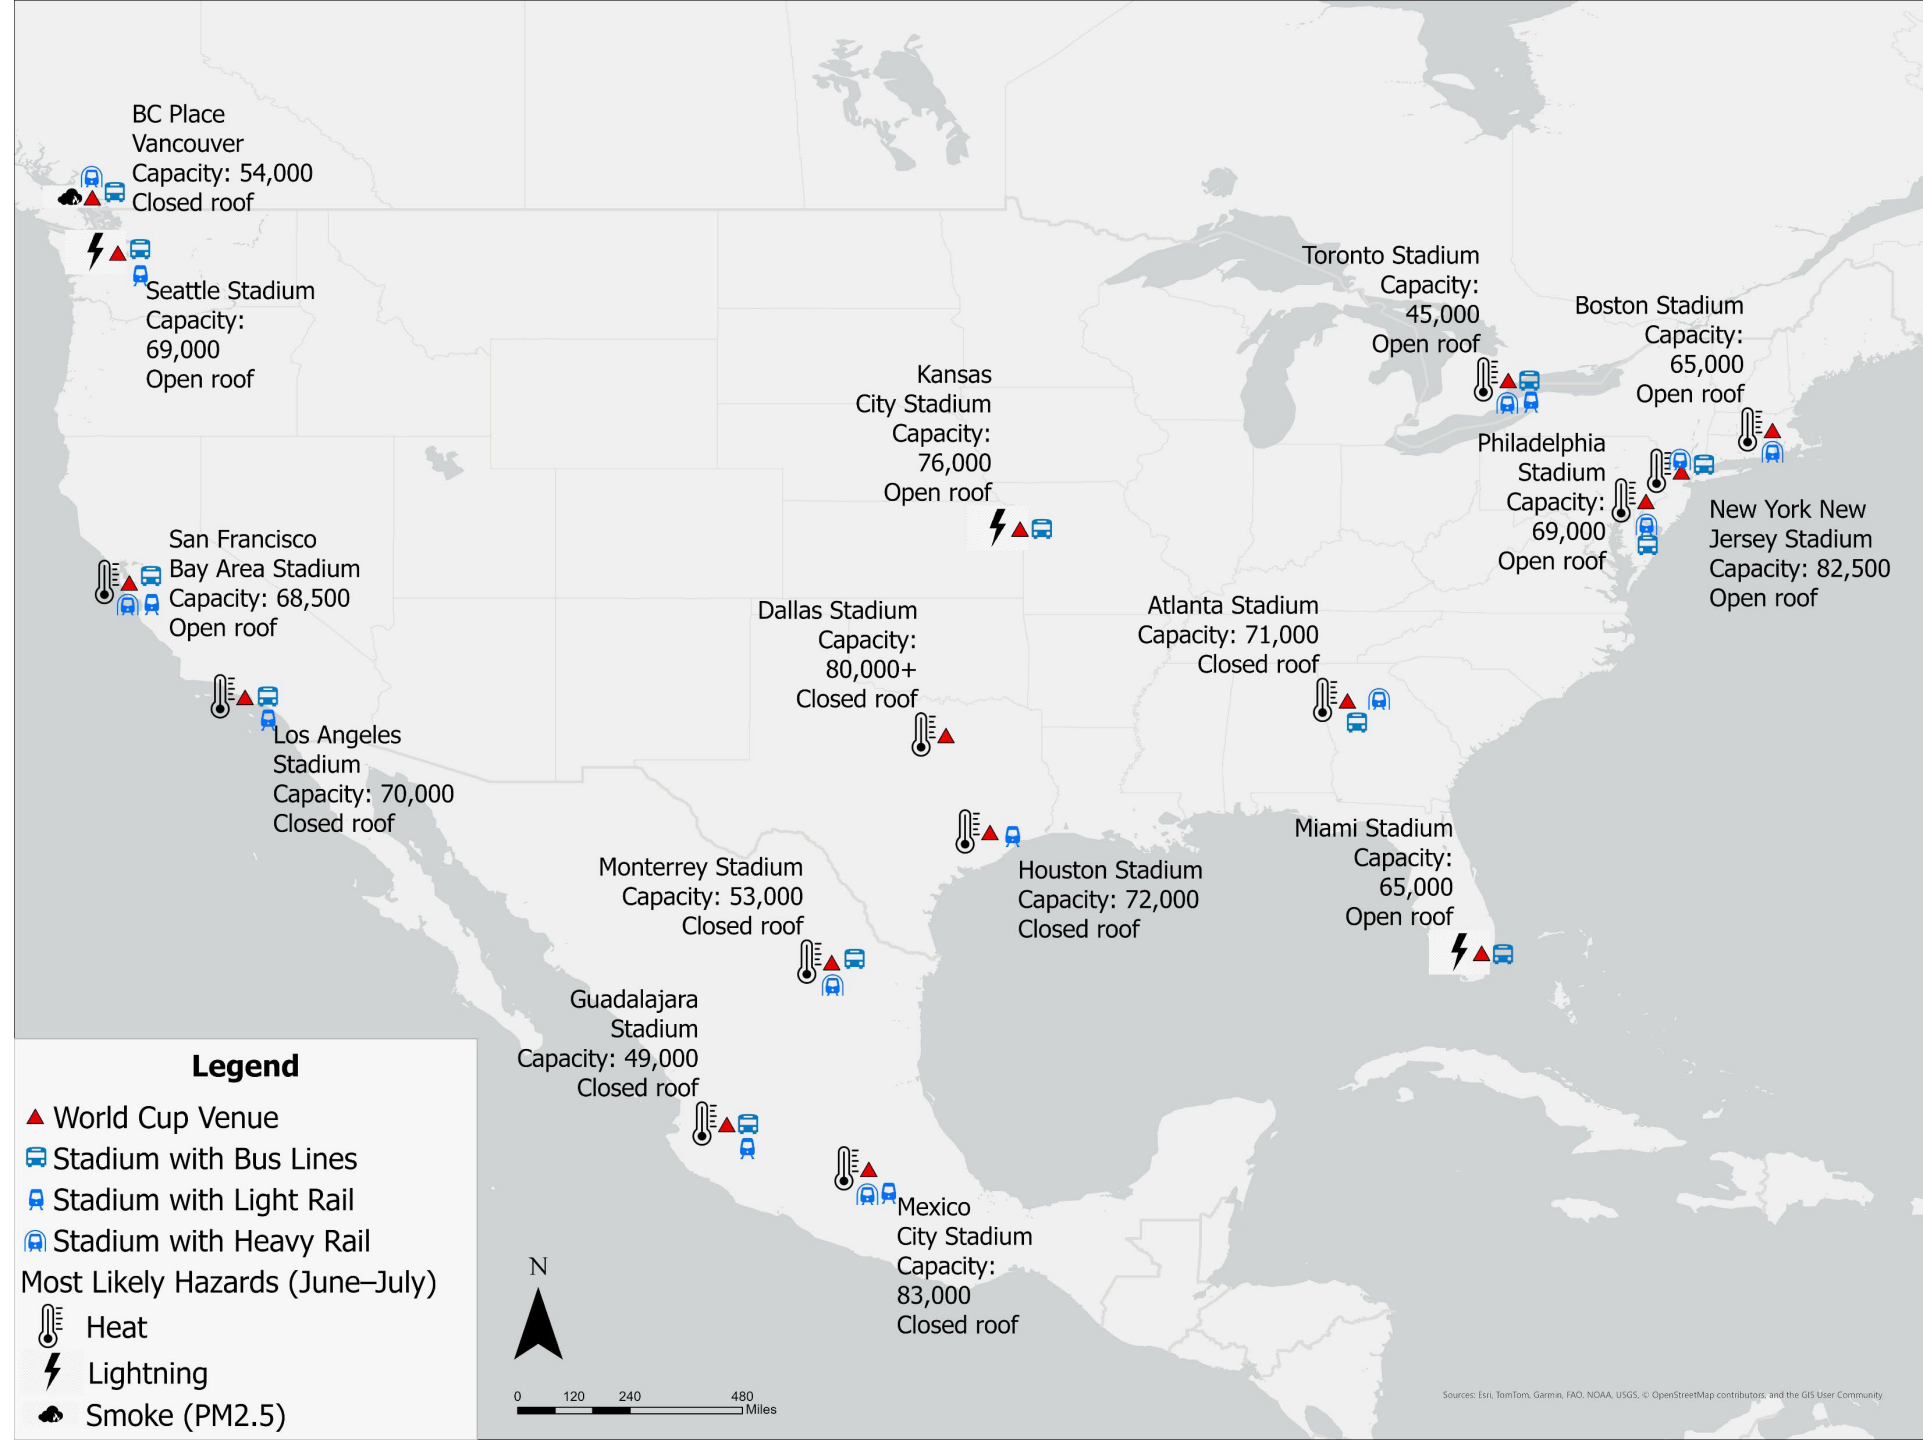 BC Place
Vancouver
Capacity: 54,000
Closed roof
Seattle Stadium
Capacity:
69,000
Open roof
Toronto Stadium
Capacity:
45,000
Open roof
Boston Stadium
Capacity:
65,000
Open roof
Kansas
City Stadium
Capacity:
76,000
Open roof
Philadelphia
Stadium
Capacity:
69,000
Open roof
New York New
Jersey Stadium
Capacity: 82,500
Open roof
San Francisco
Bay Area Stadium
Capacity: 68,500
Open roof
Dallas Stadium
Capacity:
80,000+
Closed roof
Atlanta Stadium
Capacity: 71,000
Closed roof
Los Angeles
Stadium
Capacity: 70,000
Closed roof
Houston Stadium
Capacity: 72,000
Closed roof
Miami Stadium
Capacity:
65,000
Open roof
Monterrey Stadium
Capacity: 53,000
Closed roof
Guadalajara
Stadium
Capacity: 49,000
Closed roof
Mexico
City Stadium
Capacity:
83,000
Closed roof
Legend
World Cup Venue
Stadium with Bus Lines
Stadium with Light Rail
Stadium with Heavy Rail
Most Likely Hazards (June–July)
Heat
Lightning
Smoke (PM2.5)
N
0 120 240 480
Miles
Sources: Esri, TomTom, Garmin, FAO, NOAA, USGS, © OpenStreetMap contributors, and the GIS User Community